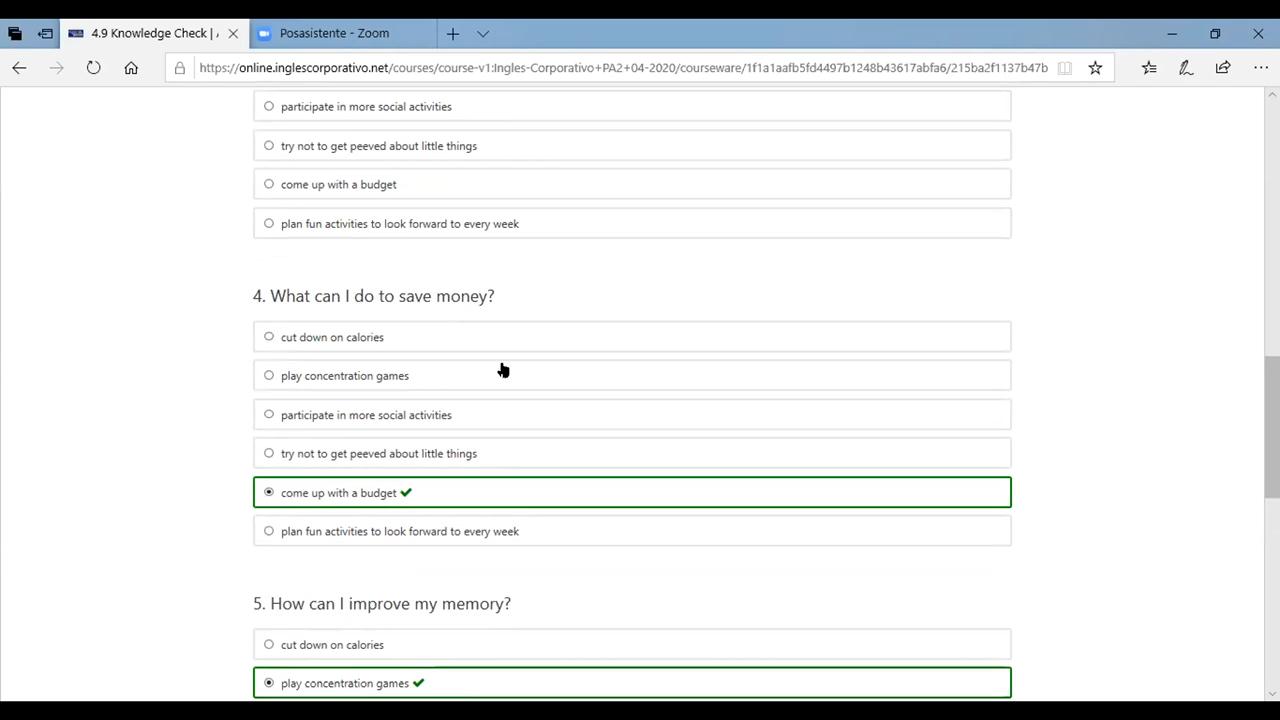 4.9 Knowledge Check | A
Posasistente - Zoom
https://online.inglescorporativo.net/courses/course-v1:Ingles-Corporativo+PA2+04-2020/courseware/1f1a1aafb5fd4497b1248b43617abfa6/215ba2f1137b47b
participate in more social activities
try not to get peeved about little things
come up with a budget
plan fun activities to look forward to every week
4. What can I do to save money?
cut down on calories
play concentration games
participate in more social activities
try not to get peeved about little things
come up with a budget
plan fun activities to look forward to every week
5. How can I improve my memory?
cut down on calories
play concentration games